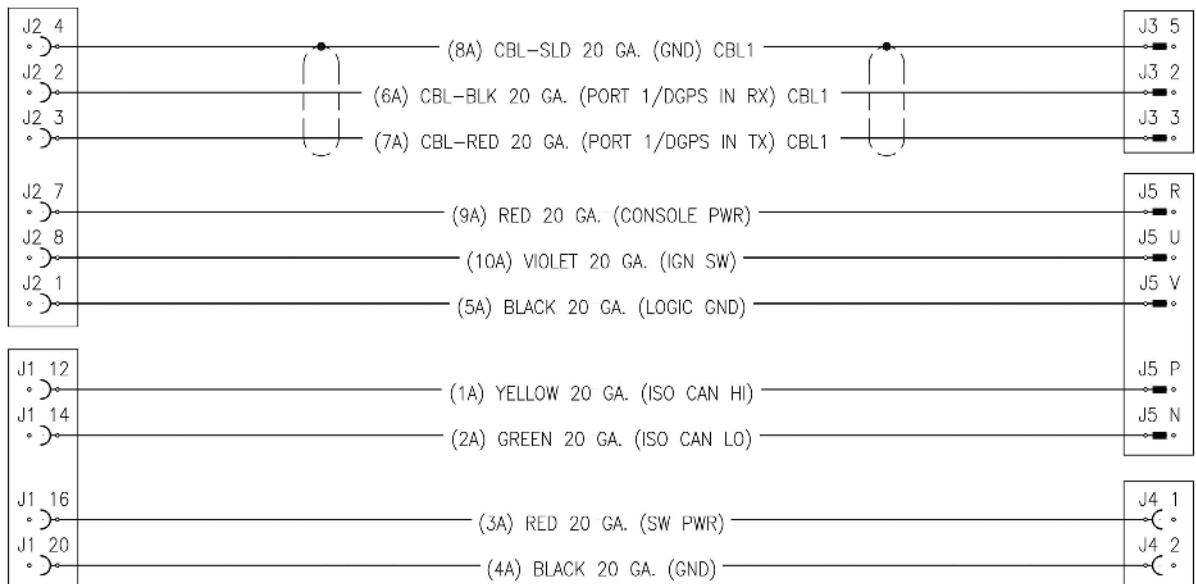 J2 4 (8A) CBL-SLD 20 GA. (GND) CBL1 J3 5
J2 2 (6A) CBL-BLK 20 GA. (PORT 1/DGPS IN RX) CBL1 J3 2
J2 3 (7A) CBL-RED 20 GA. (PORT 1/DGPS IN TX) CBL1 J3 3
J2 7 (9A) RED 20 GA. (CONSOLE PWR) J5 R
J2 8 (10A) VIOLET 20 GA. (IGN SW) J5 U
J2 1 (5A) BLACK 20 GA. (LOGIC GND) J5 V
J1 12 (1A) YELLOW 20 GA. (ISO CAN HI) J5 P
J1 14 (2A) GREEN 20 GA. (ISO CAN LO) J5 N
J1 16 (3A) RED 20 GA. (SW PWR) J4 1
J1 20 (4A) BLACK 20 GA. (GND) J4 2